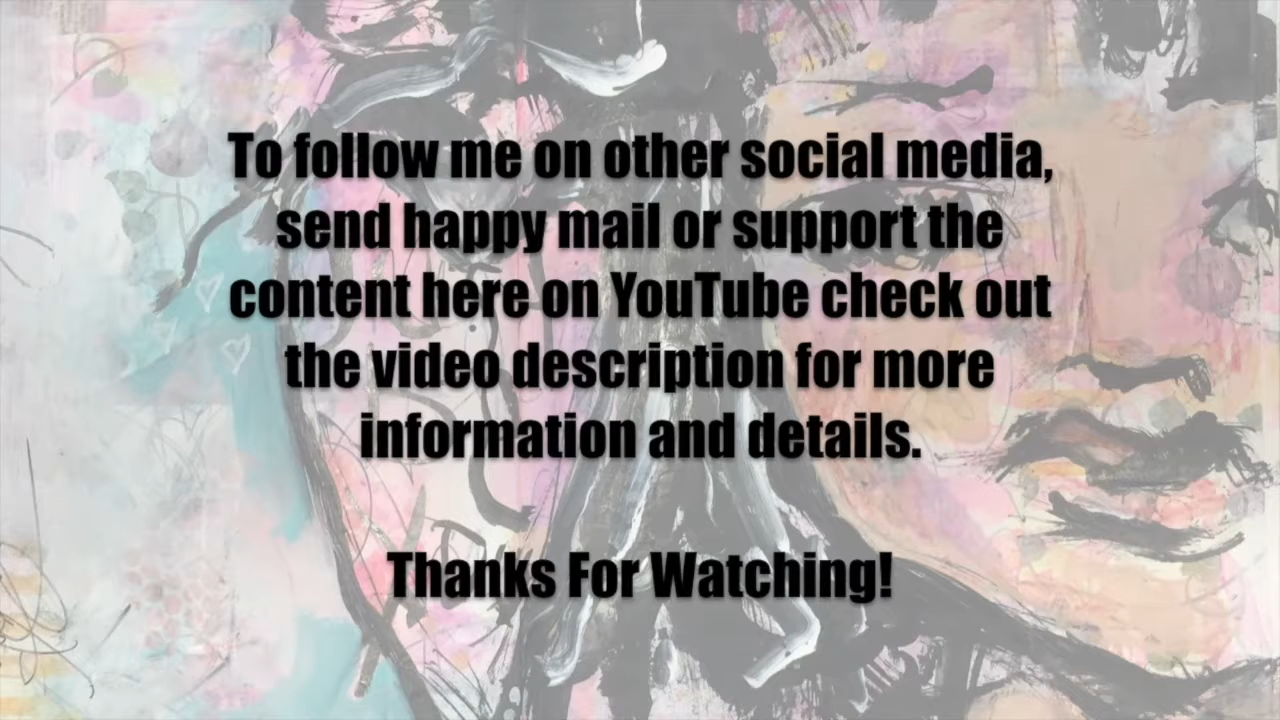 To follow me on other social media,
send happy mail or support the
content here on YouTube check out
the video description for more
information and details.
Thanks For Watching!